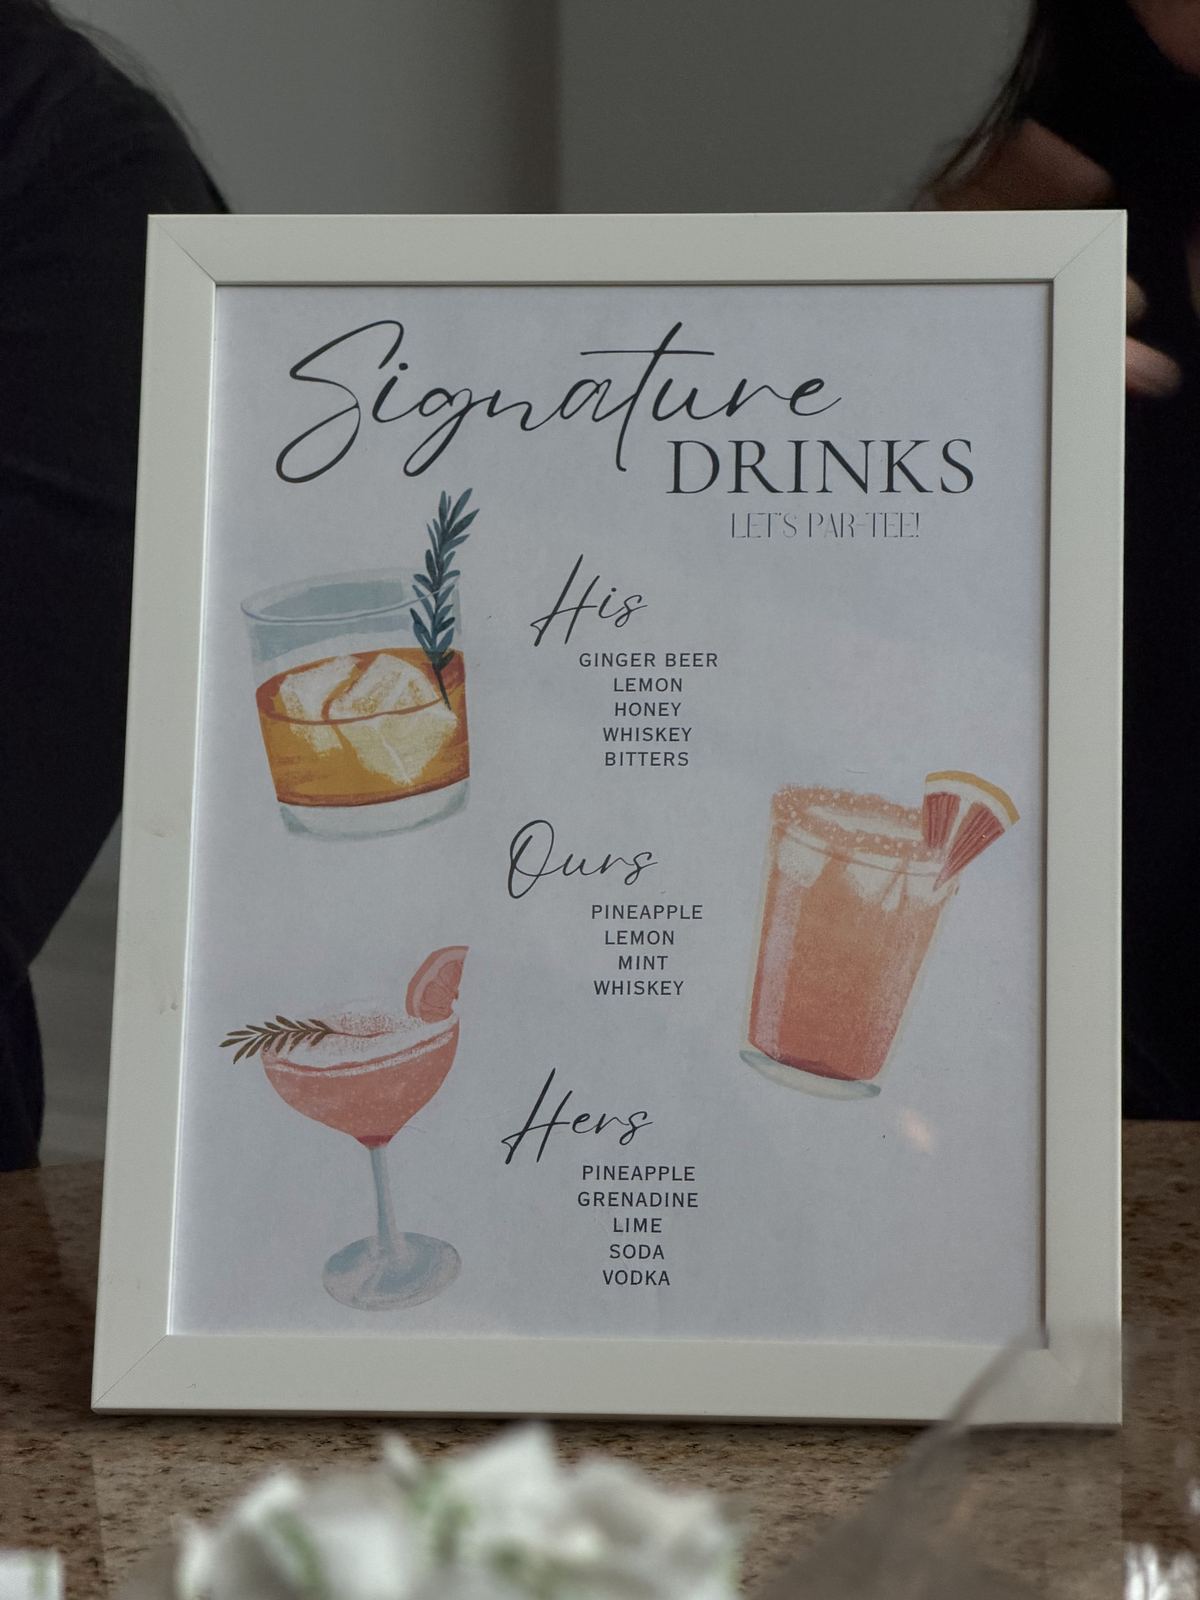 Signature
DRINKS
LET'S PAR-TEE!
His
GINGER BEER
LEMON
HONEY
WHISKEY
BITTERS
Ours
PINEAPPLE
LEMON
MINT
WHISKEY
Hers
PINEAPPLE
GRENADINE
LIME
SODA
VODKA